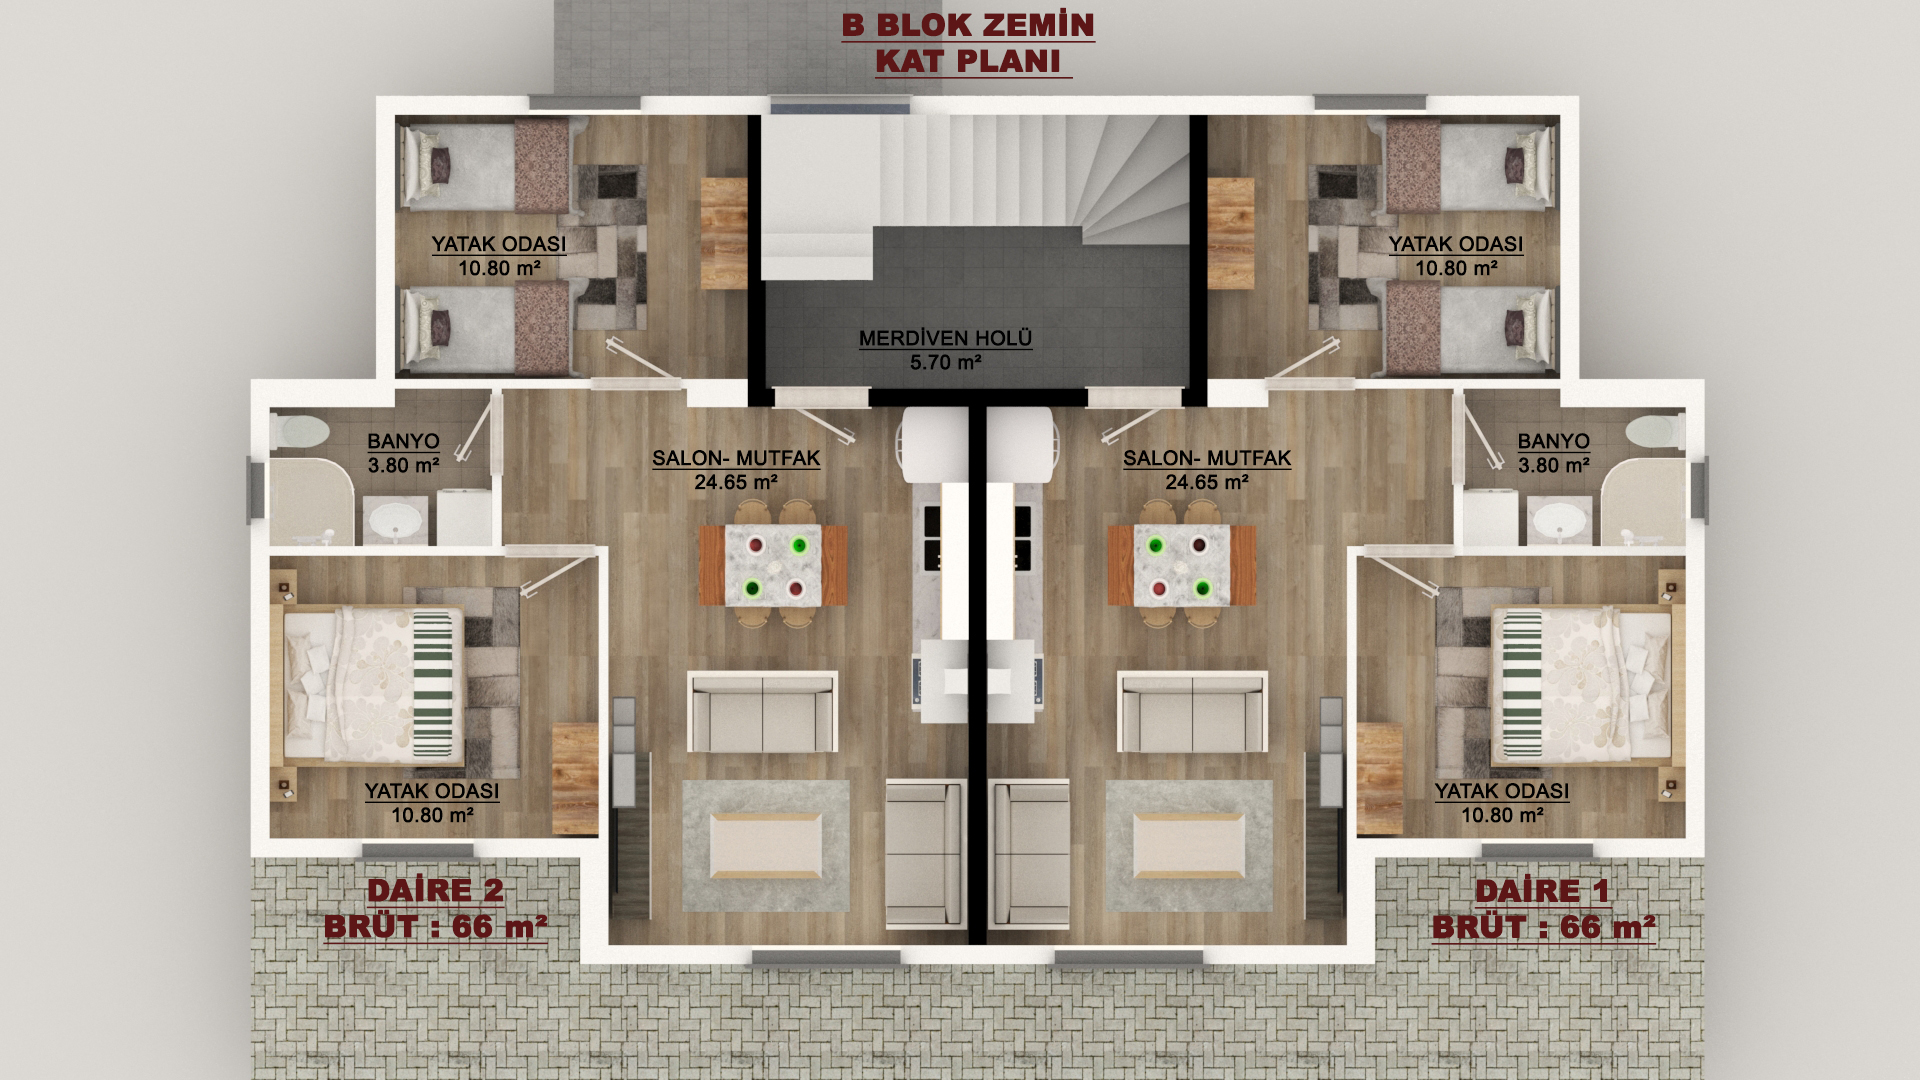 B BLOK ZEMİN
KAT PLANI
YATAK ODASI
10.80 m²
YATAK ODASI
10.80 m²
MERDİVEN HOLÜ
5.70 m²
BANYO
3.80 m²
SALON- MUTFAK
24.65 m²
SALON- MUTFAK
24.65 m²
BANYO
3.80 m²
YATAK ODASI
10.80 m²
YATAK ODASI
10.80 m²
DAİRE 2
BRÜT : 66 m²
DAİRE 1
BRÜT : 66 m²